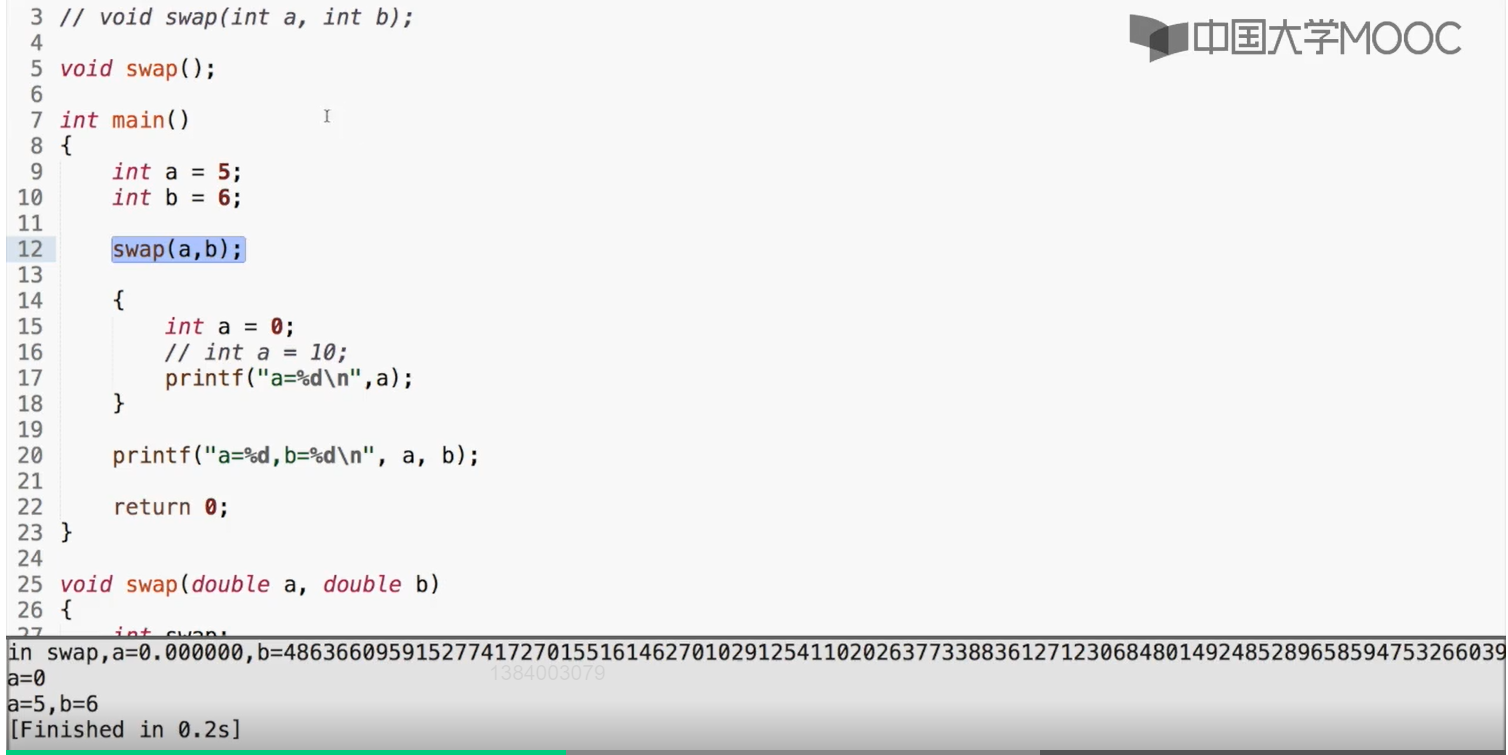 中国大学MOOC
3 // void swap(int a, int b);
4
5 void swap();
6
7 int main()
8 {
9 int a = 5;
10 int b = 6;
11
12 swap(a,b);
13
14 {
15 int a = 0;
16 // int a = 10;
17 printf("a=%d\n",a);
18 }
19
20 printf("a=%d,b=%d\n", a, b);
21
22 return 0;
23 }
24
25 void swap(double a, double b)
26 {
27 int swap;
in swap,a=0.000000,b=486366095915277417270155161462701029125411020263773388361271230684801492485289658594753266039
1384003079
a=0
a=5,b=6
[Finished in 0.2s]